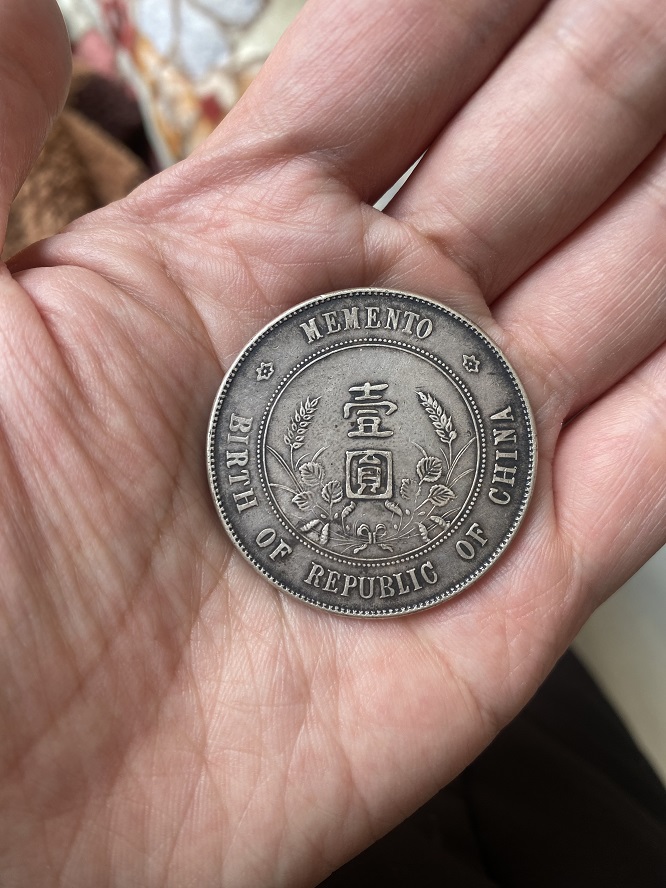 MEMENTO
壹
圓
BIRTH OF REPUBLIC OF CHINA